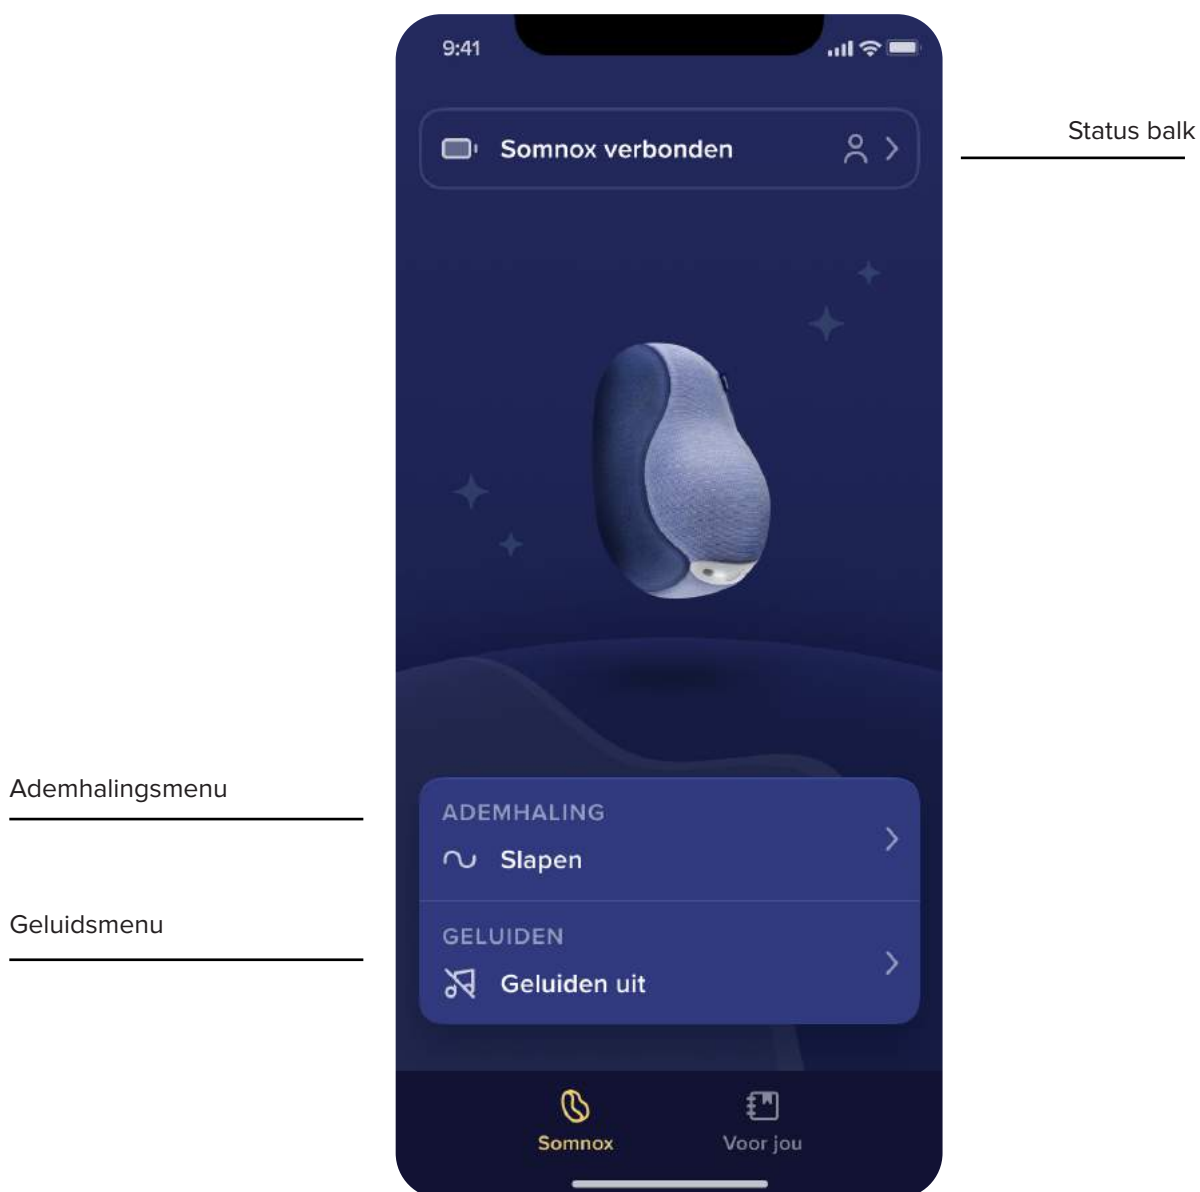 9:41
Status balk
Somnox verbonden
Ademhalingsmenu
ADEMHALING
Slapen
Geluidsmenu
GELUIDEN
Geluiden uit
Somnox
Voor jou